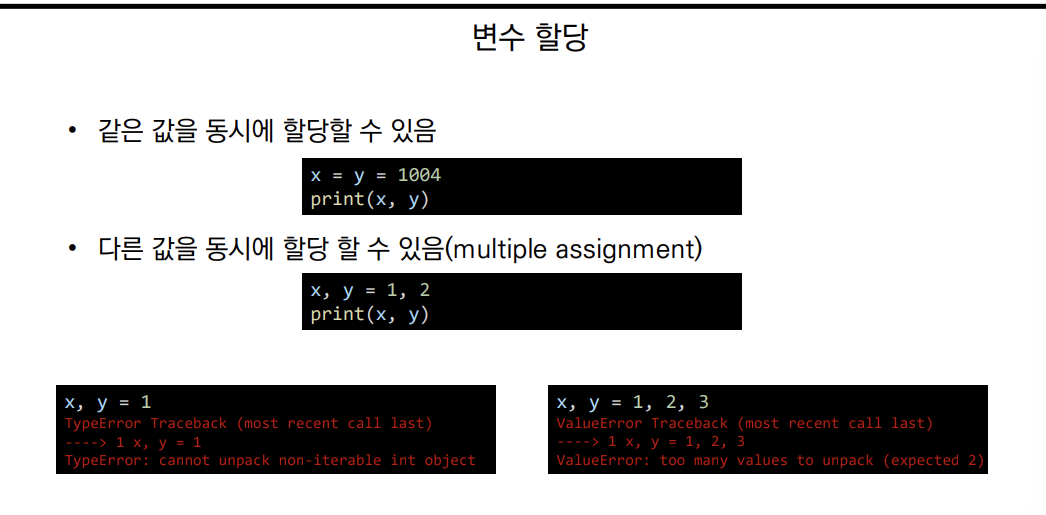 변수 할당
• 같은 값을 동시에 할당할 수 있음
x = y = 1004
print(x, y)
• 다른 값을 동시에 할당 할 수 있음(multiple assignment)
x, y = 1, 2
print(x, y)
x, y = 1
TypeError Traceback (most recent call last)
----> 1 x, y = 1
TypeError: cannot unpack non-iterable int object
x, y = 1, 2, 3
ValueError Traceback (most recent call last)
----> 1 x, y = 1, 2, 3
ValueError: too many values to unpack (expected 2)